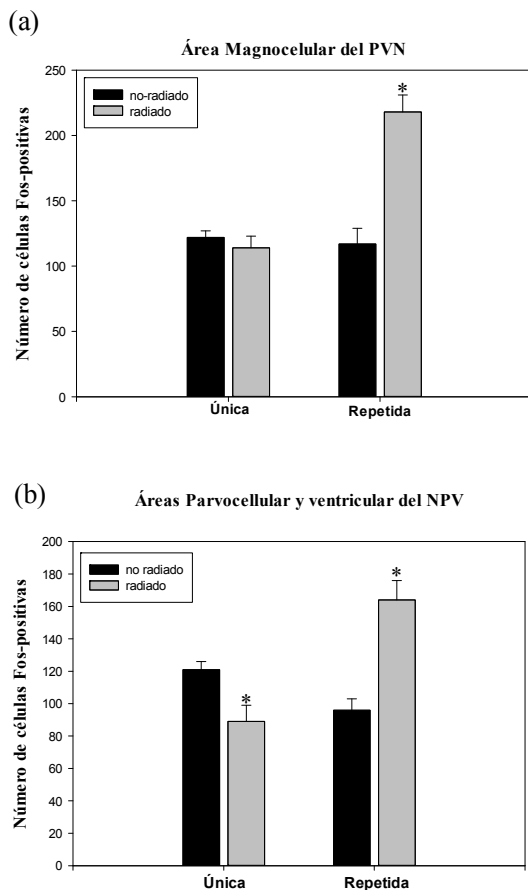 (a)
Área Magnocelular del PVN
Número de células Fos-positivas
250
200
150
100
50
0
no-radiado
radiado
*
Única
Repetida
(b)
Áreas Parvocellular y ventricular del NPV
Número de células Fos-positivas
200
180
160
140
120
100
80
60
40
20
0
no radiado
radiado
*
*
Única
Repetida